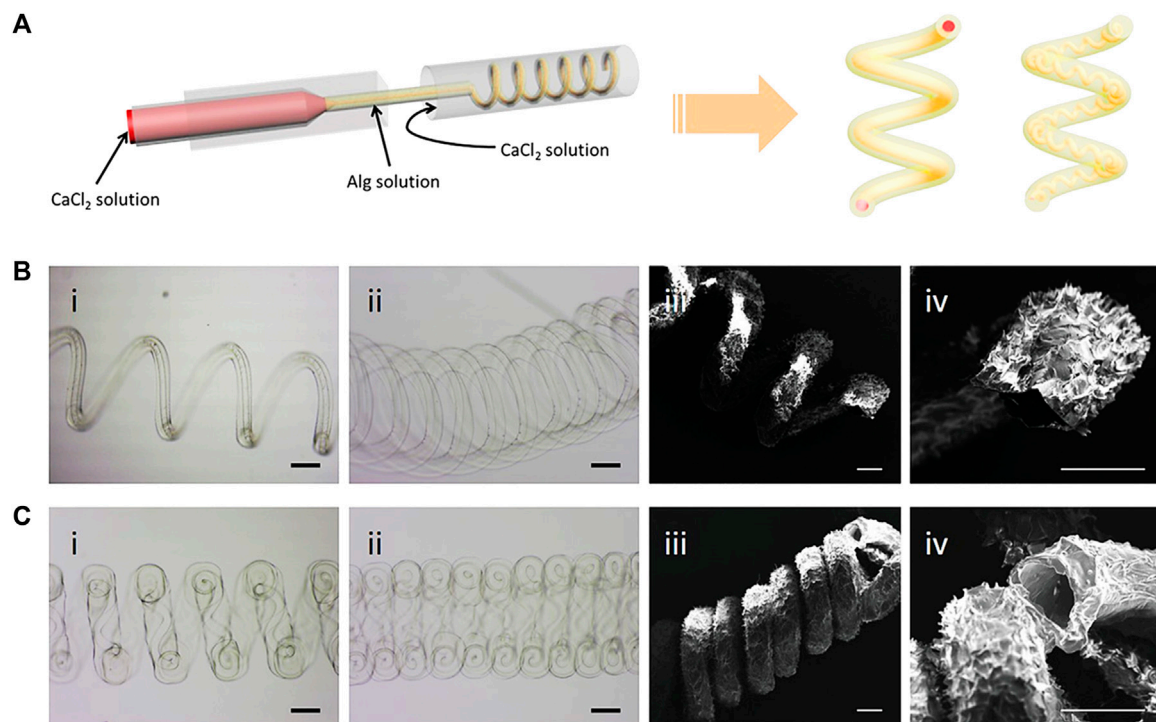 A
CaCl₂ solution
Alg solution
CaCl₂ solution
B
i
ii
iii
iv
C
i
ii
iii
iv